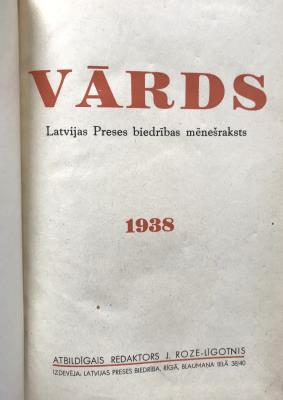 VĀRDS
Latvijas Preses biedrības mēnešraksts
1938
ATBILDĪGAIS REDAKTORS J. ROZE-LĪGOTNIS
IZDEVĒJA: LATVIJAS PRESES BIEDRĪBA, RĪGĀ, BLAUMAŅA IELĀ 38/40